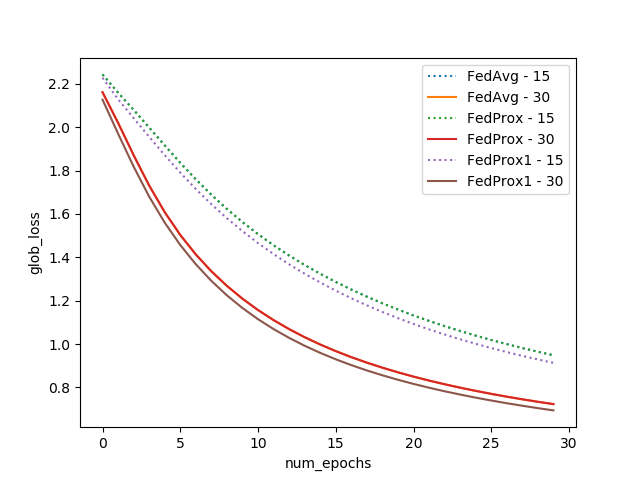 2.2
2.0
1.8
1.6
1.4
1.2
1.0
0.8
glob_loss
0 5 10 15 20 25 30
num_epochs
FedAvg - 15
FedAvg - 30
FedProx - 15
FedProx - 30
FedProx1 - 15
FedProx1 - 30